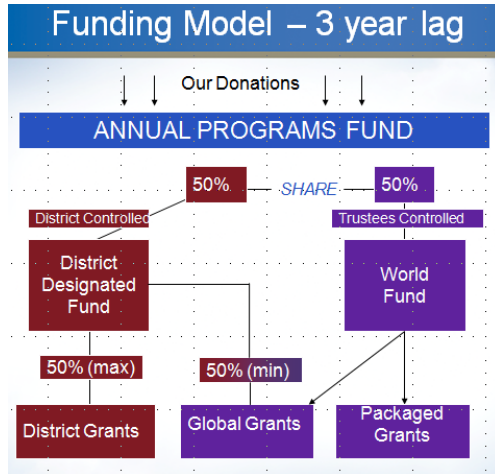 Funding Model – 3 year lag
Our Donations
ANNUAL PROGRAMS FUND
50%
SHARE
50%
District Controlled
Trustees Controlled
District
Designated
Fund
World
Fund
50% (max)
50% (min)
District Grants
Global Grants
Packaged
Grants